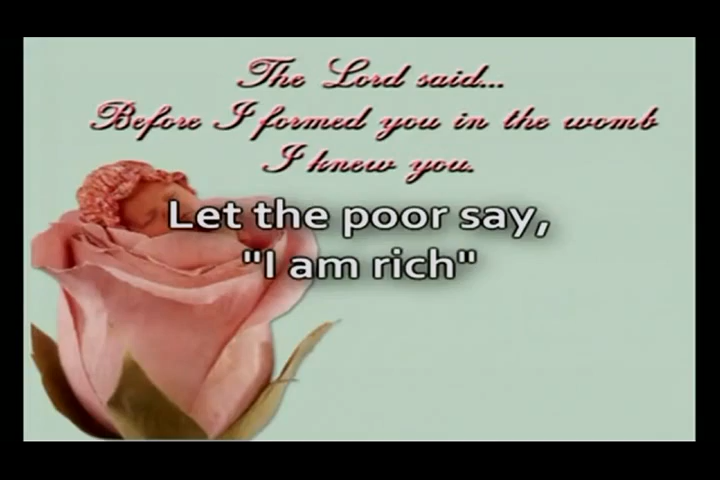 The Lord said...
Before I formed you in the womb
I knew you.
Let the poor say,
"I am rich"